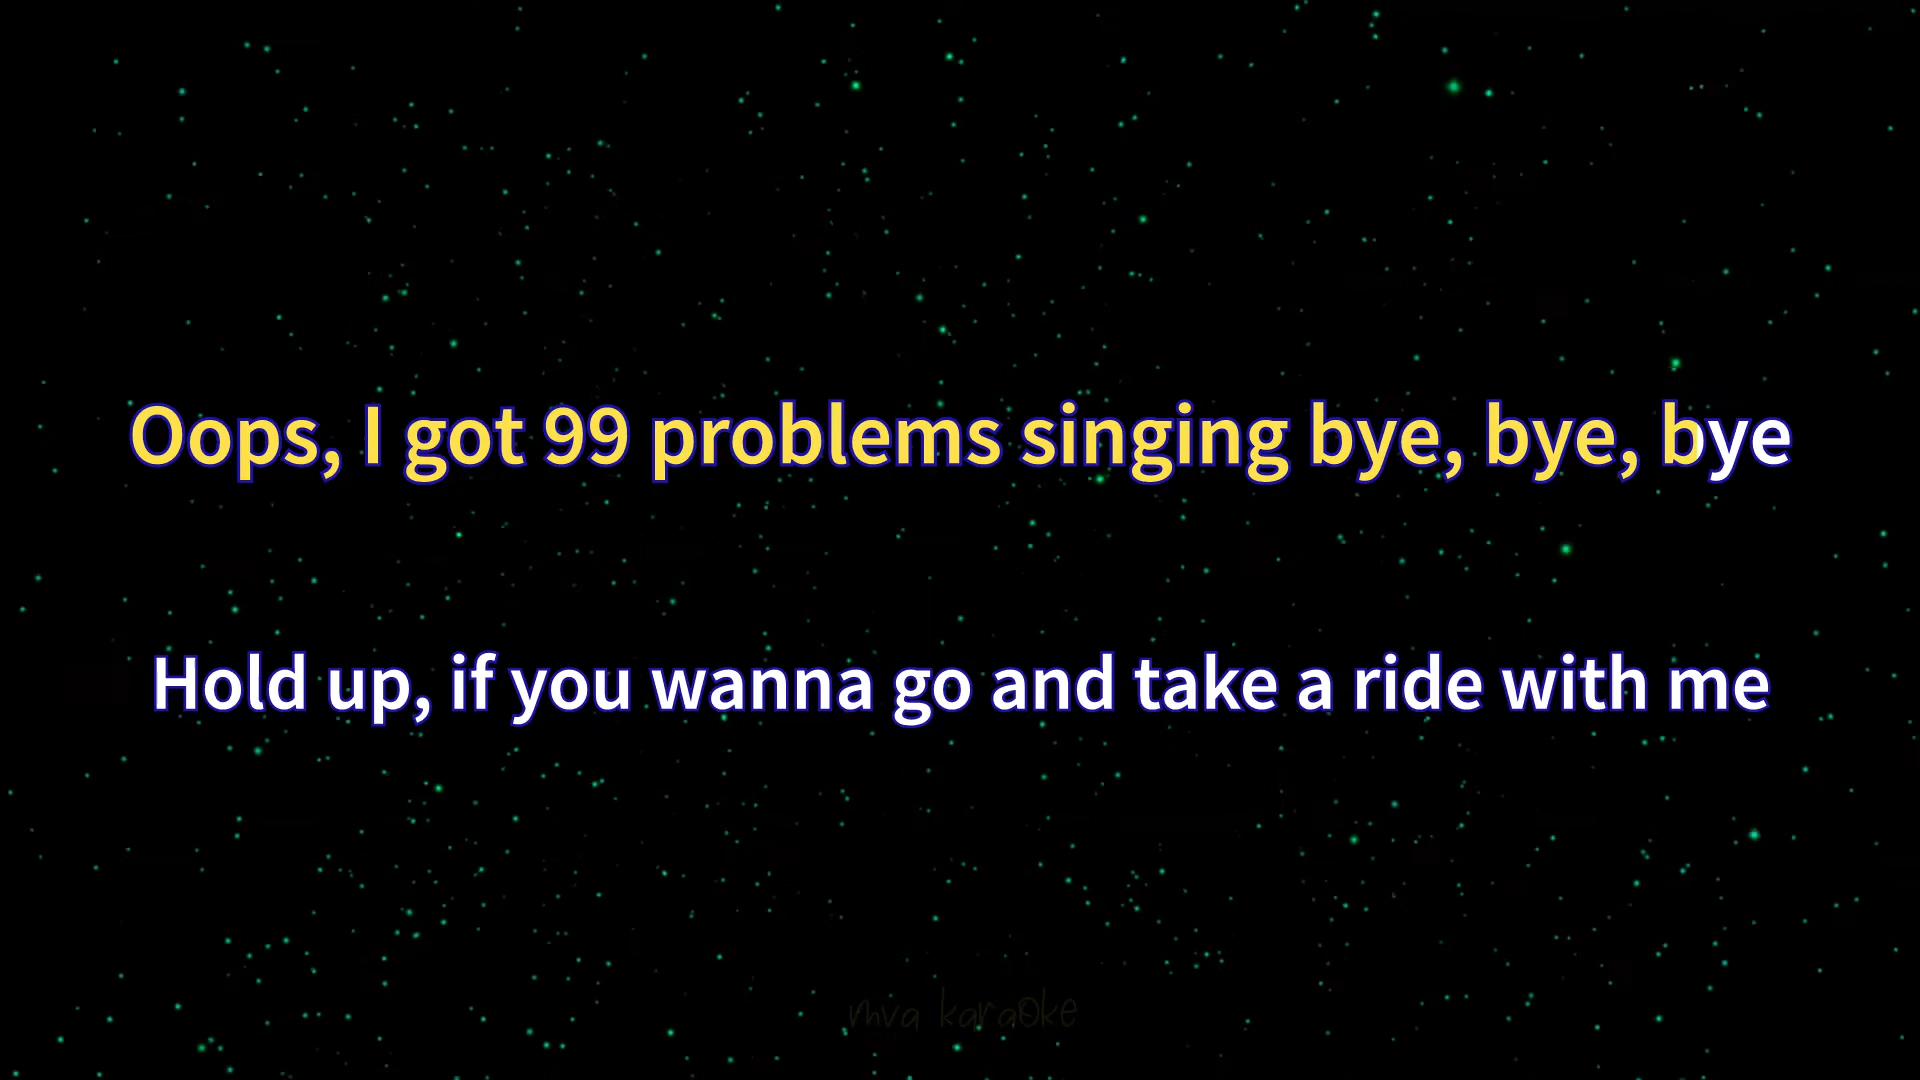 Oops, I got 99 problems singing bye, bye, bye
Hold up, if you wanna go and take a ride with me
mva karaoke